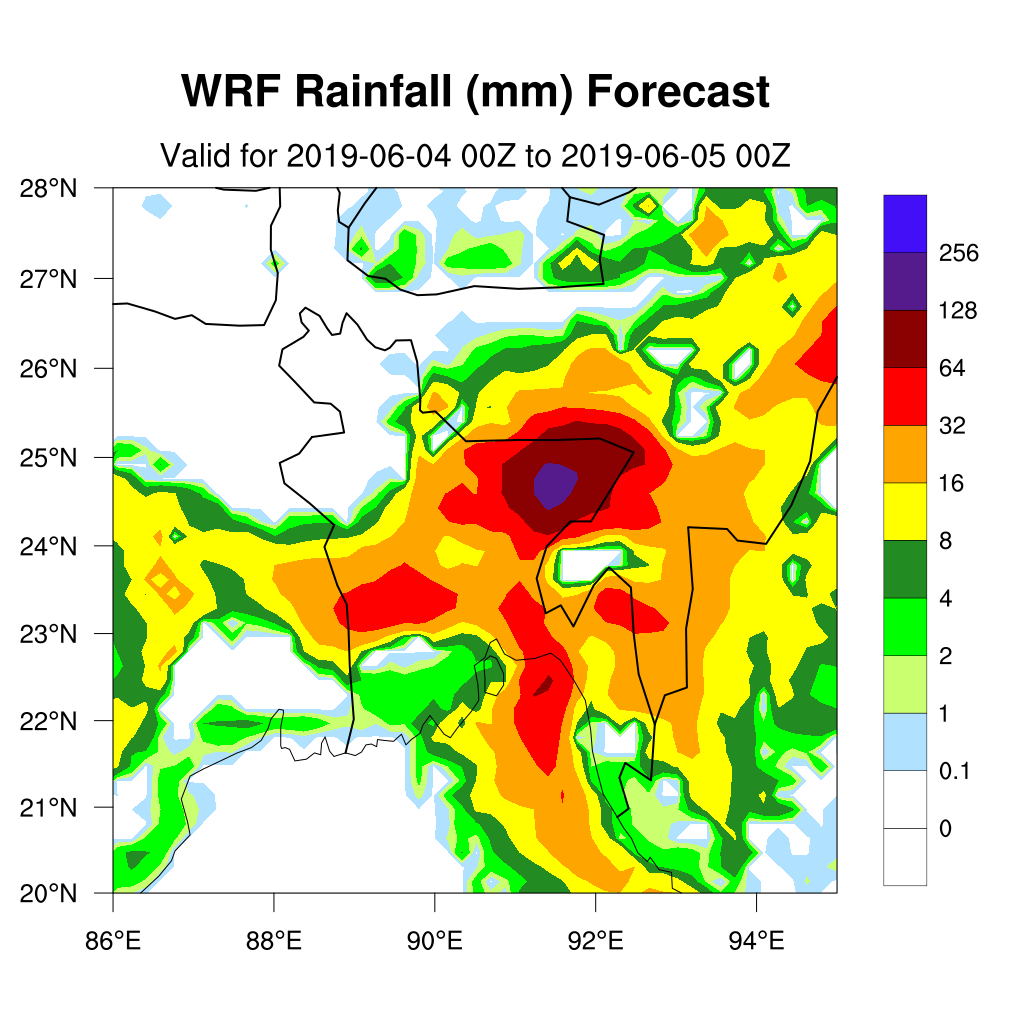 WRF Rainfall (mm) Forecast
Valid for 2019-06-04 00Z to 2019-06-05 00Z
28°N
27°N
26°N
25°N
24°N
23°N
22°N
21°N
20°N
86°E 88°E 90°E 92°E 94°E
256
128
64
32
16
8
4
2
1
0.1
0